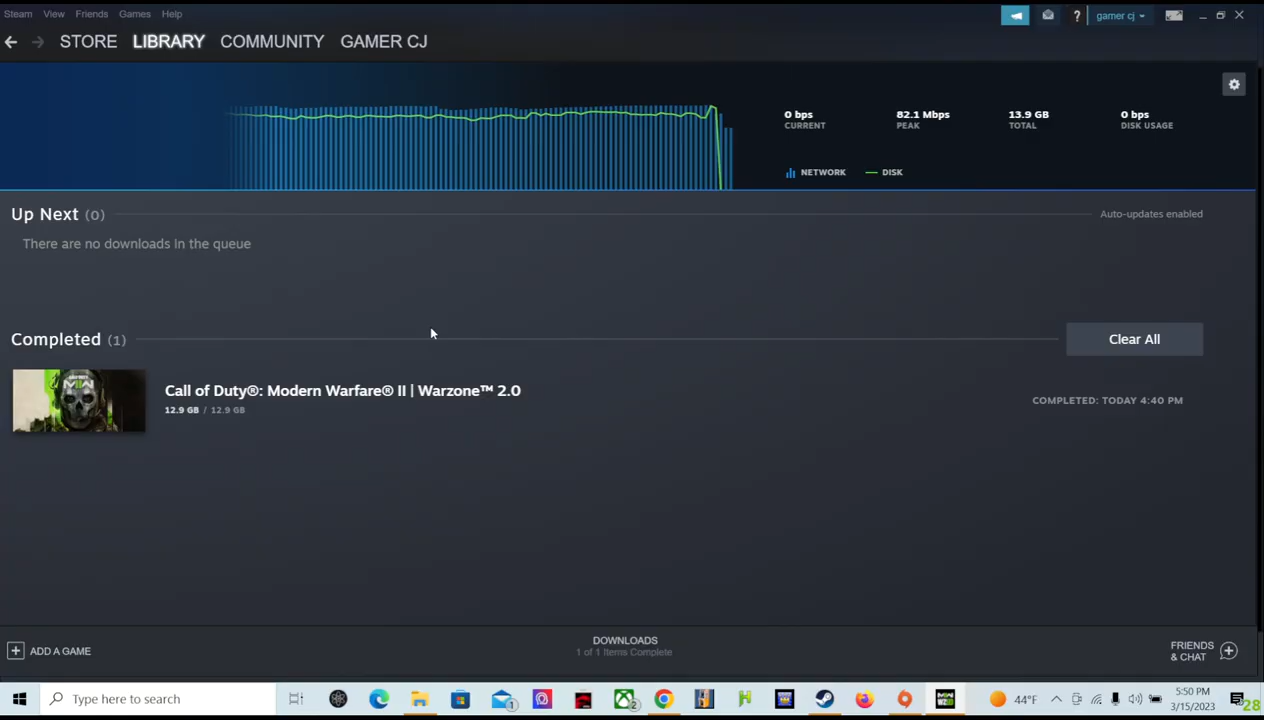 Steam View Friends Games Help
? gamer cj
STORE LIBRARY COMMUNITY GAMER CJ
0 bps 82.1 Mbps 13.9 GB 0 bps
CURRENT PEAK TOTAL DISK USAGE
NETWORK DISK
Up Next (0) Auto-updates enabled
There are no downloads in the queue
Completed (1) Clear All
MW
Call of Duty®: Modern Warfare® II | Warzone™ 2.0
12.9 GB / 12.9 GB
COMPLETED: TODAY 4:40 PM
+ ADD A GAME
DOWNLOADS
1 of 1 Items Complete
FRIENDS
& CHAT
Type here to search
1
2
44°F
5:50 PM
3/15/2023
28